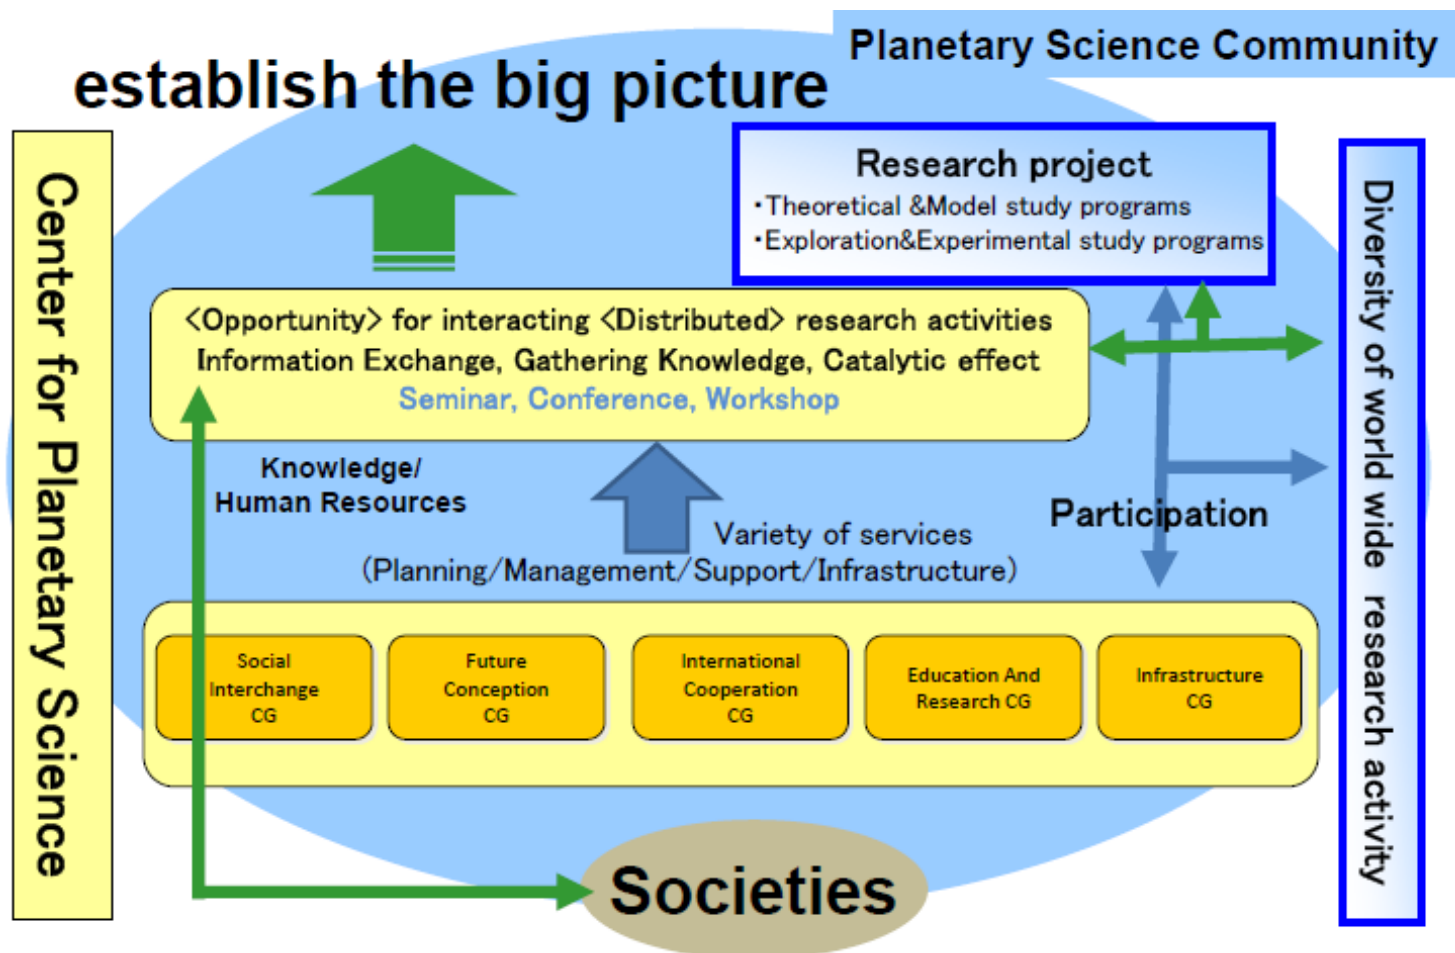 Planetary Science Community
establish the big picture
Center for Planetary Science
Research project
・Theoretical &Model study programs
・Exploration&Experimental study programs
Diversity of world wide research activity
<Opportunity> for interacting <Distributed> research activities
Information Exchange, Gathering Knowledge, Catalytic effect
Seminar, Conference, Workshop
Knowledge/
Human Resources
Variety of services
(Planning/Management/Support/Infrastructure)
Participation
Social
Interchange
CG
Future
Conception
CG
International
Cooperation
CG
Education And
Research CG
Infrastructure
CG
Societies